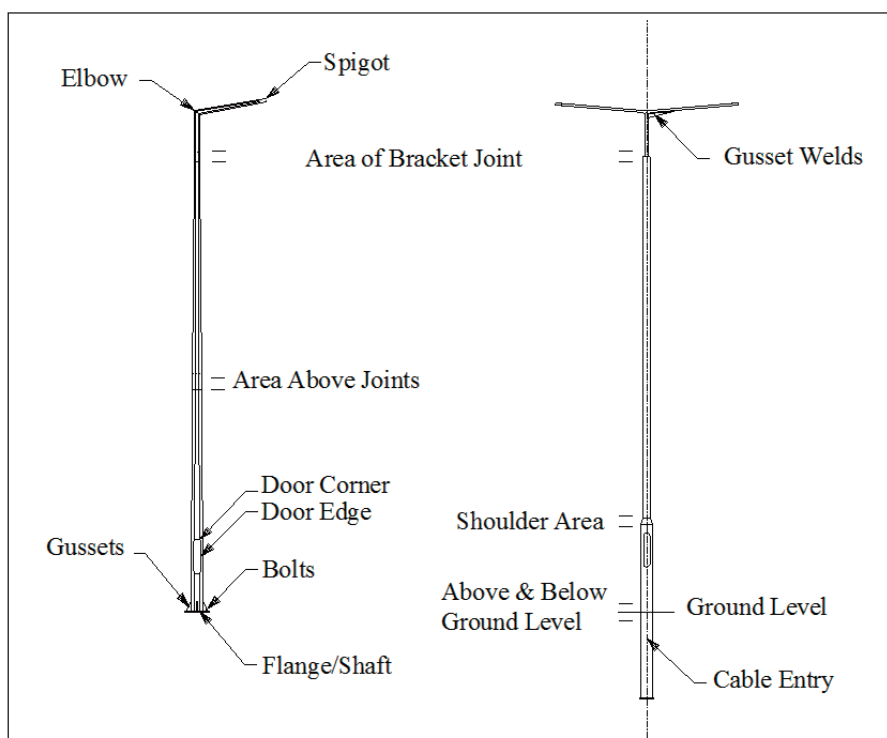 Spigot
Elbow
Area of Bracket Joint
Gusset Welds
Area Above Joints
Door Corner
Door Edge
Gussets
Bolts
Flange/Shaft
Shoulder Area
Above & Below
Ground Level
Ground Level
Cable Entry